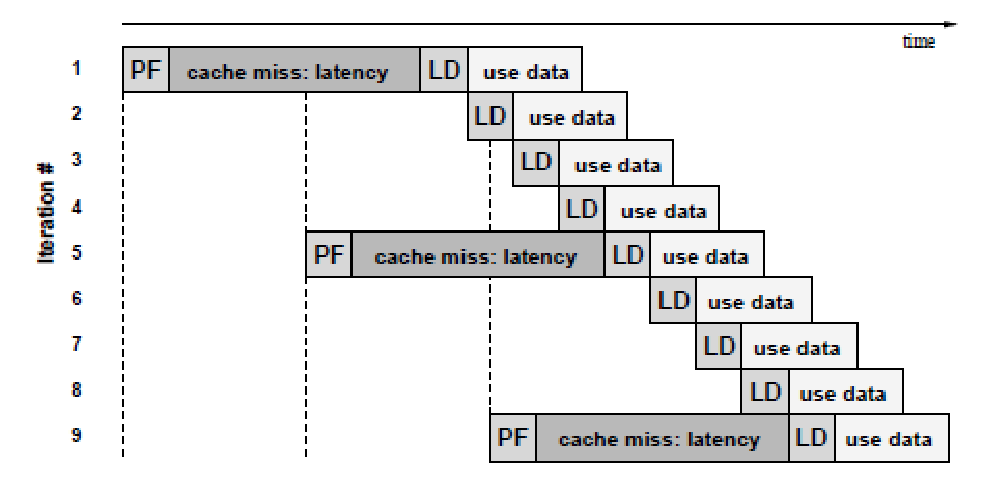 time
1 PF cache miss: latency LD use data
2 LD use data
3 LD use data
4 LD use data
5 PF cache miss: latency LD use data
6 LD use data
7 LD use data
8 LD use data
9 PF cache miss: latency LD use data
Iteration #